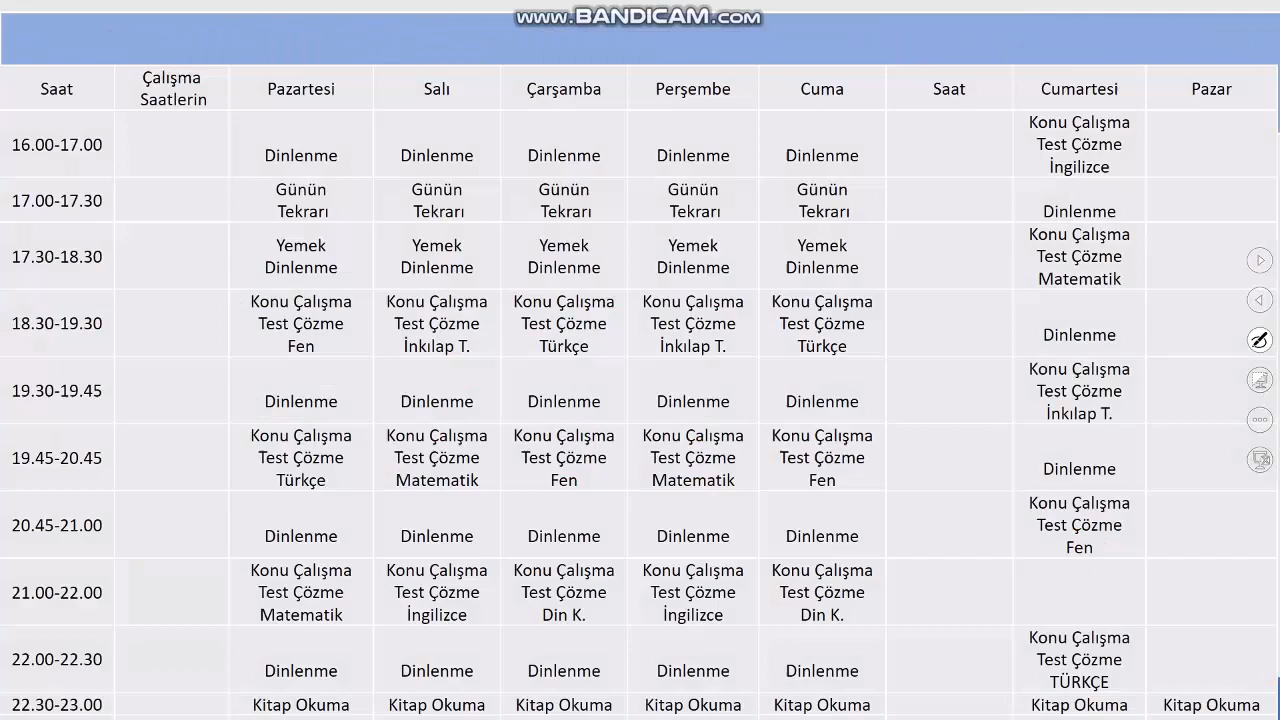 www.BANDICAM.com
Saat Çalışma Saatlerin Pazartesi Salı Çarşamba Perşembe Cuma Saat Cumartesi Pazar
16.00-17.00 Dinlenme Dinlenme Dinlenme Dinlenme Dinlenme Konu Çalışma Test Çözme İngilizce
17.00-17.30 Günün Tekrarı Günün Tekrarı Günün Tekrarı Günün Tekrarı Günün Tekrarı Dinlenme
17.30-18.30 Yemek Dinlenme Yemek Dinlenme Yemek Dinlenme Yemek Dinlenme Yemek Dinlenme Konu Çalışma Test Çözme Matematik
18.30-19.30 Konu Çalışma Test Çözme Fen Konu Çalışma Test Çözme İnkılap T. Konu Çalışma Test Çözme Türkçe Konu Çalışma Test Çözme İnkılap T. Konu Çalışma Test Çözme Türkçe Dinlenme
19.30-19.45 Dinlenme Dinlenme Dinlenme Dinlenme Dinlenme Konu Çalışma Test Çözme İnkılap T.
19.45-20.45 Konu Çalışma Test Çözme Türkçe Konu Çalışma Test Çözme Matematik Konu Çalışma Test Çözme Fen Konu Çalışma Test Çözme Matematik Konu Çalışma Test Çözme Fen Dinlenme
20.45-21.00 Dinlenme Dinlenme Dinlenme Dinlenme Dinlenme Konu Çalışma Test Çözme Fen
21.00-22.00 Konu Çalışma Test Çözme Matematik Konu Çalışma Test Çözme İngilizce Konu Çalışma Test Çözme Din K. Konu Çalışma Test Çözme İngilizce Konu Çalışma Test Çözme Din K.
22.00-22.30 Dinlenme Dinlenme Dinlenme Dinlenme Dinlenme Konu Çalışma Test Çözme TÜRKÇE
22.30-23.00 Kitap Okuma Kitap Okuma Kitap Okuma Kitap Okuma Kitap Okuma Kitap Okuma Kitap Okuma